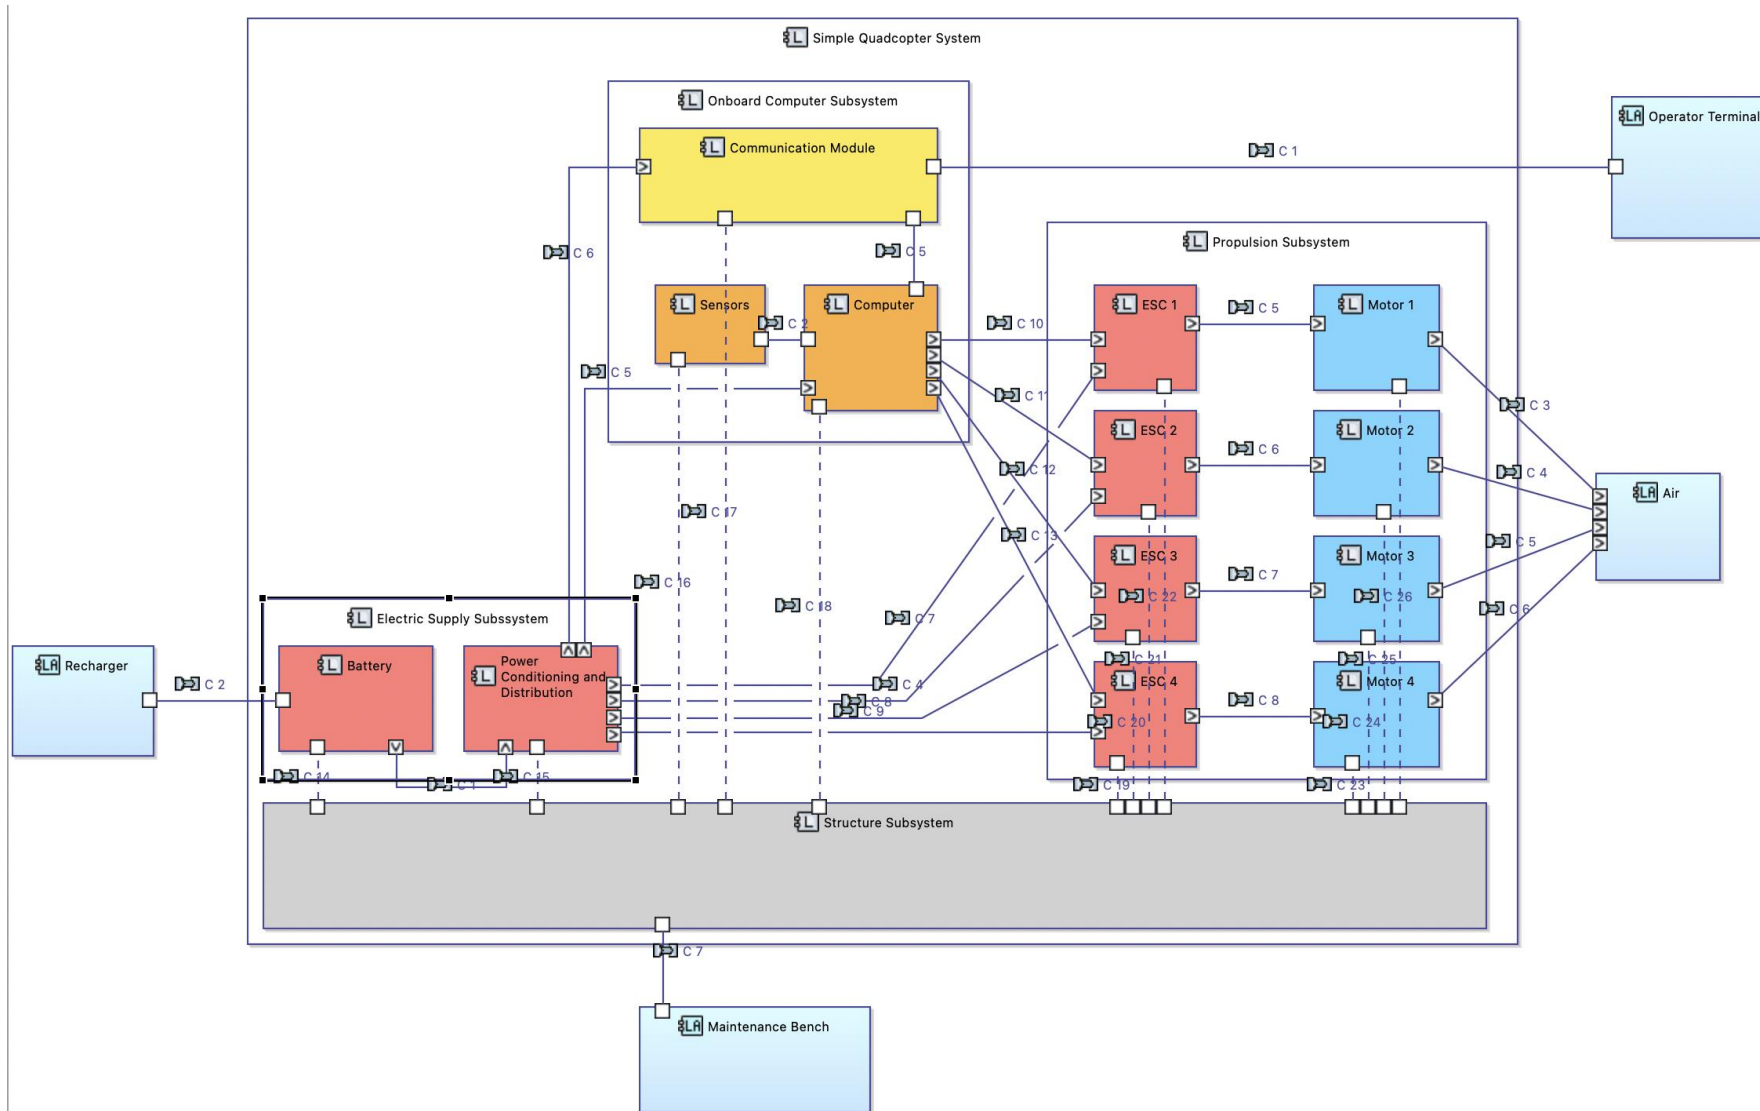 Simple Quadcopter System
Onboard Computer Subsystem
L
LA Operator Terminal
Communication Module
C 1
C 6
C 5
Propulsion Subsystem
Sensors
C 2
Computer
C 10
ESC 1
C 5
Motor 1
C 5
C 11
C 3
ESC 2
C 6
Motor 2
C 12
C 4
LA Air
C 17
C 13
ESC 3
C 7
Motor 3
C 5
C 16
C 18
C 22
C 26
C 6
Electric Supply Subssystem
C 7
LA Recharger
Battery
Power
Conditioning and
Distribution
C 21
C 25
C 2
C 4
ESC 4
Motor 4
C 8
C 9
C 8
C 20
C 24
C 14
C 1
C 15
C 19
C 23
Structure Subsystem
C 7
LA Maintenance Bench